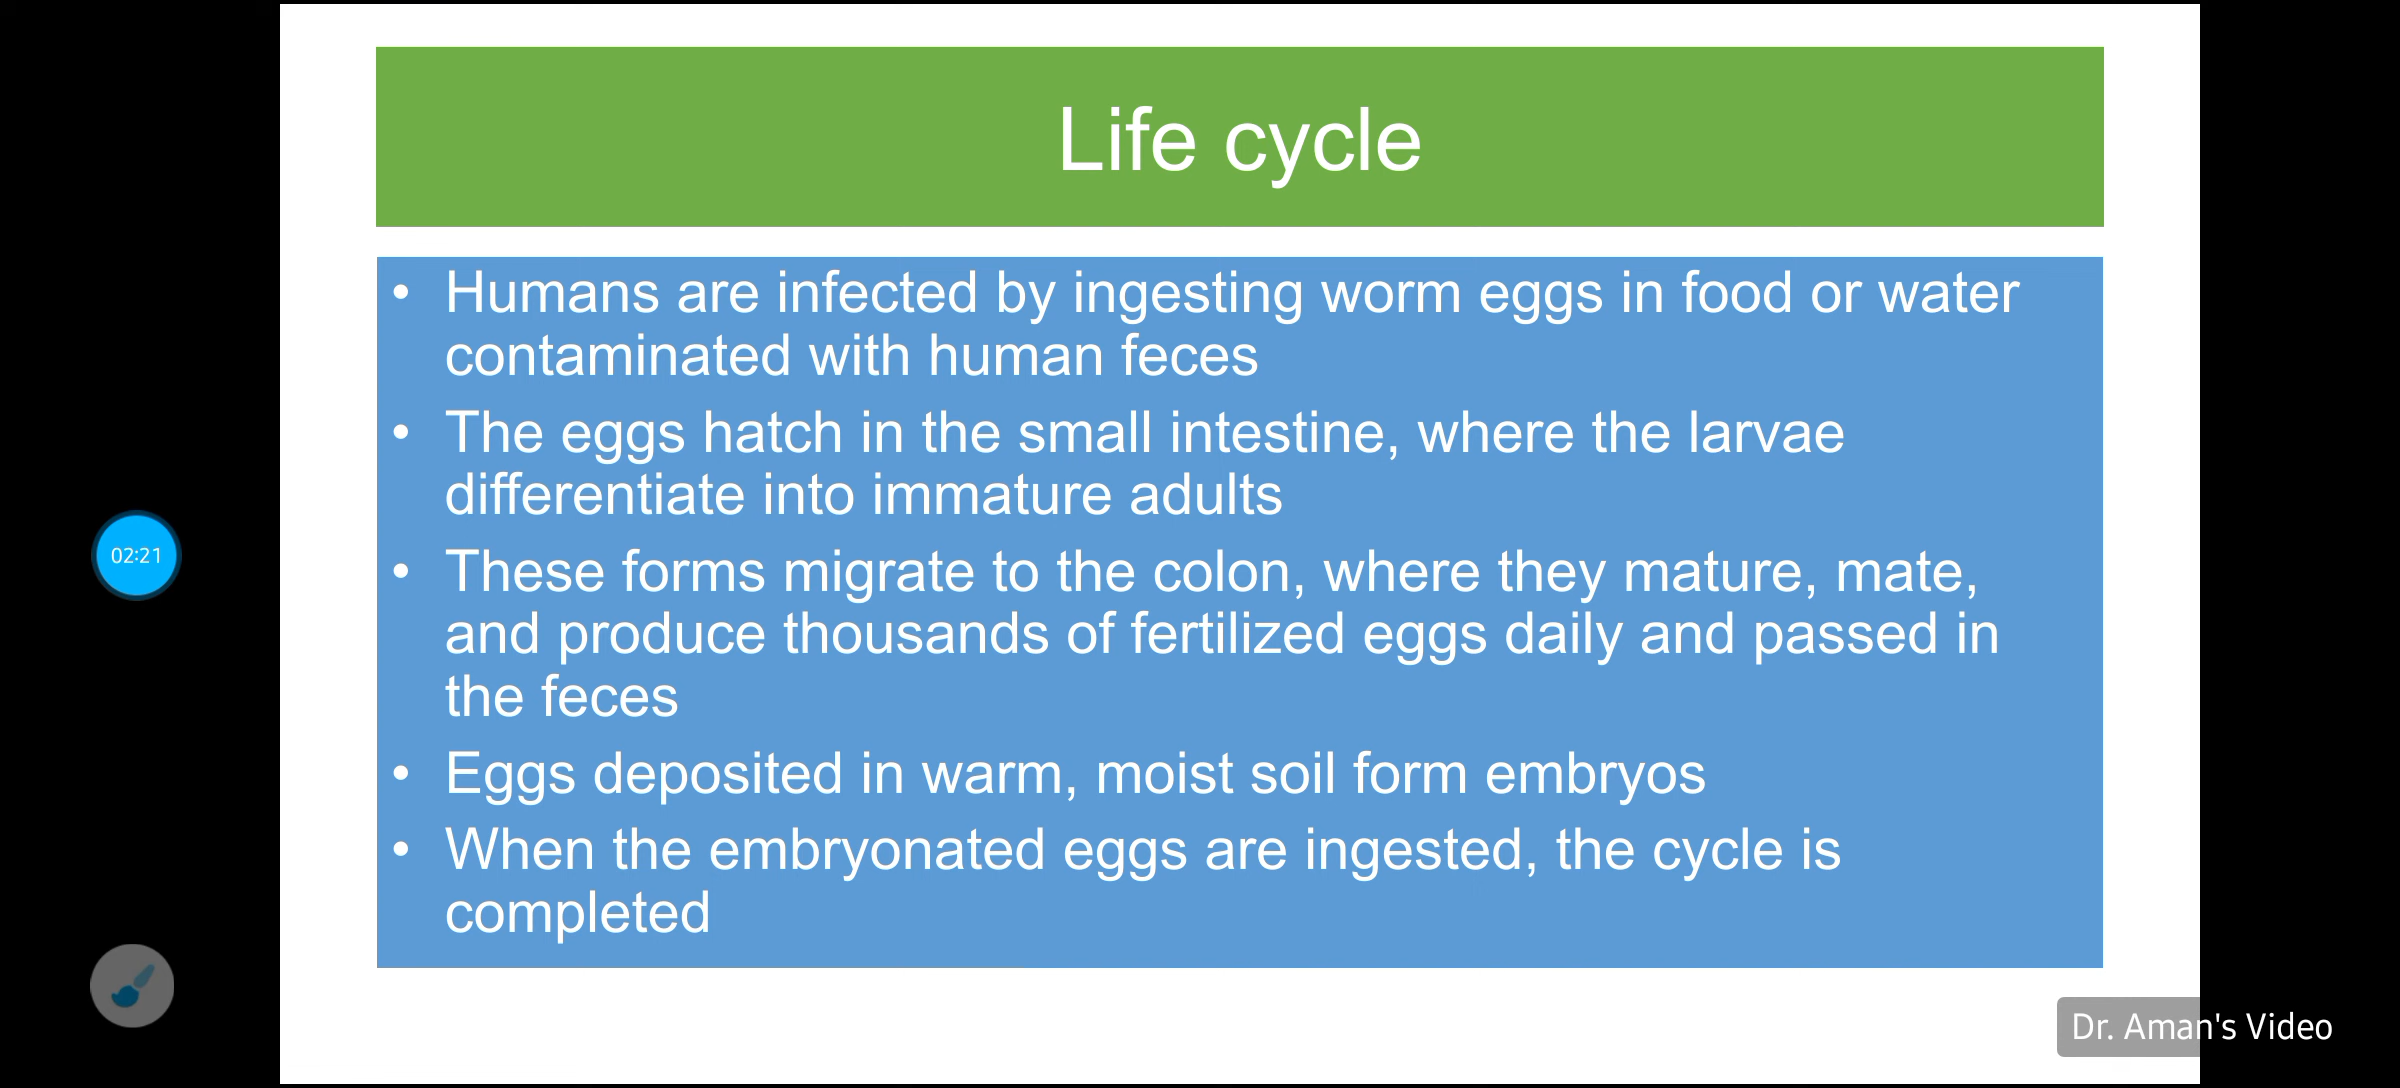 Life cycle
• Humans are infected by ingesting worm eggs in food or water
contaminated with human feces
• The eggs hatch in the small intestine, where the larvae
differentiate into immature adults
• These forms migrate to the colon, where they mature, mate,
and produce thousands of fertilized eggs daily and passed in
the feces
• Eggs deposited in warm, moist soil form embryos
• When the embryonated eggs are ingested, the cycle is
completed
02:21
Dr. Aman's Video